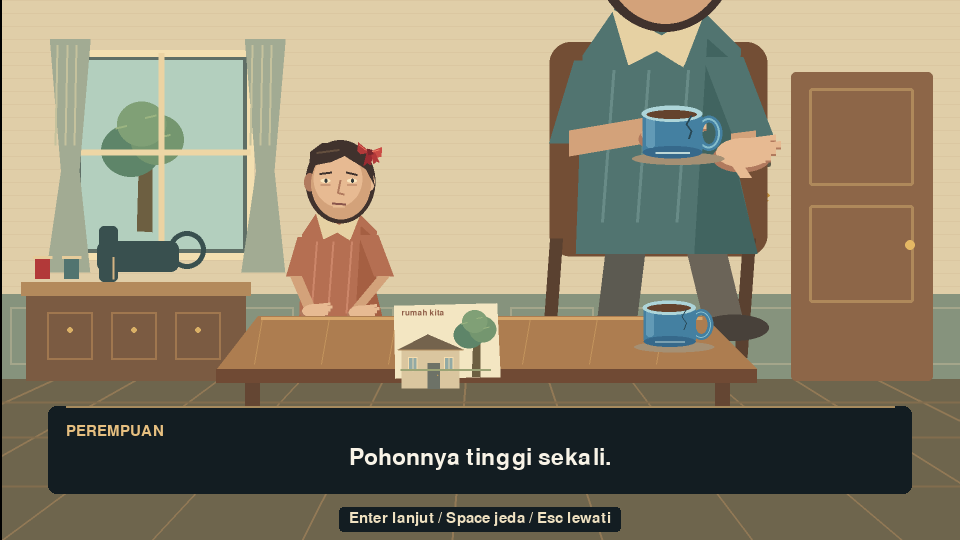 rumah kita
PEREMPUAN
Pohonnya tinggi sekali.
Enter lanjut / Space jeda / Esc lewati